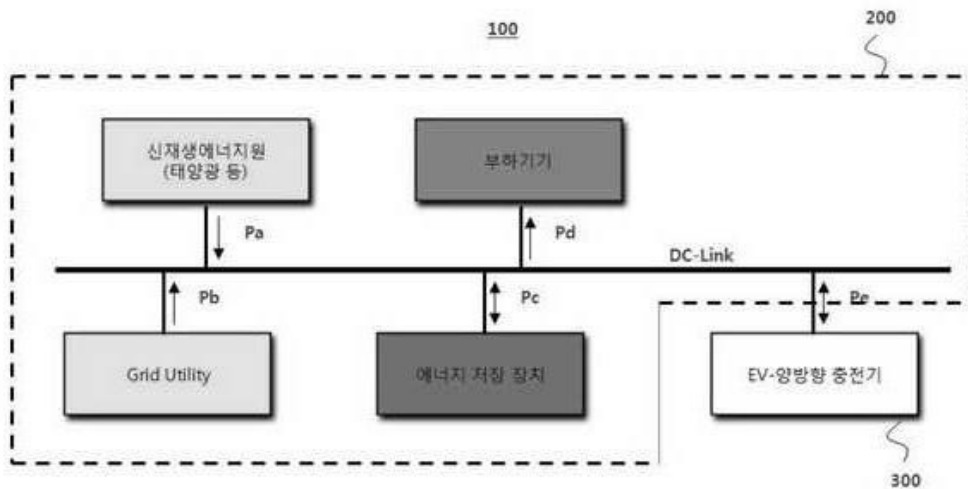 100
200
신재생에너지원
(태양광 등)
부하기기
Pa
Pd
DC-Link
Pb
Pc
Pe
Grid Utility
에너지 저장 장치
EV-양방향 충전기
300